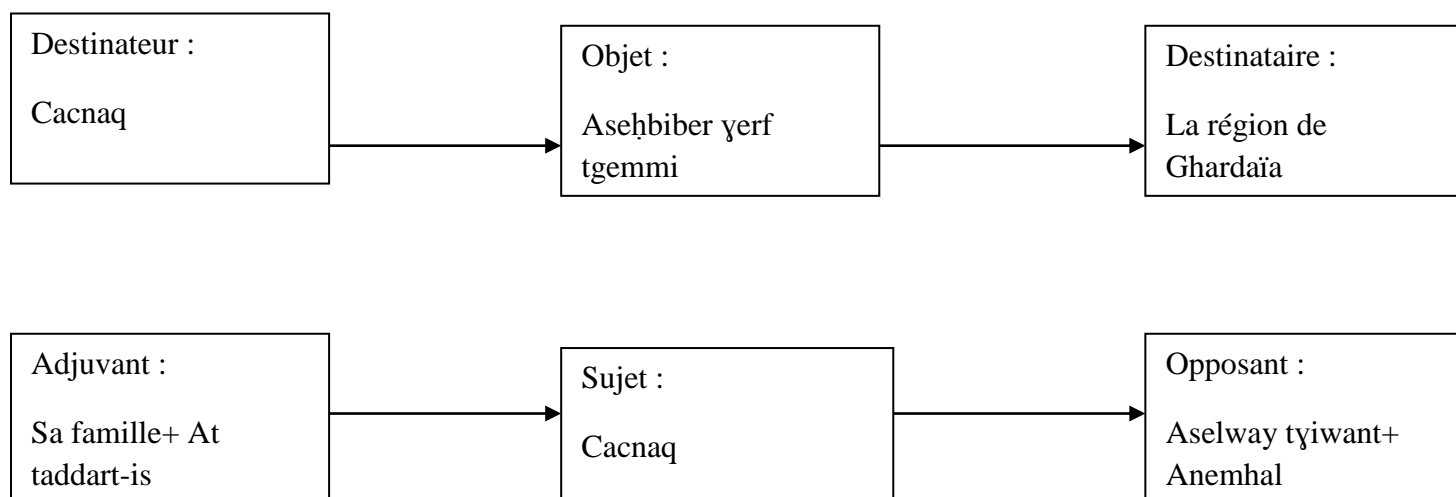 Destinateur :
Cacnaq
Objet :
Aseḥbiber ɣerf
tgemmi
Destinataire :
La région de
Ghardaïa
Adjuvant :
Sa famille+ At
taddart-is
Sujet :
Cacnaq
Opposant :
Aselway tɣiwant+
Anemhal